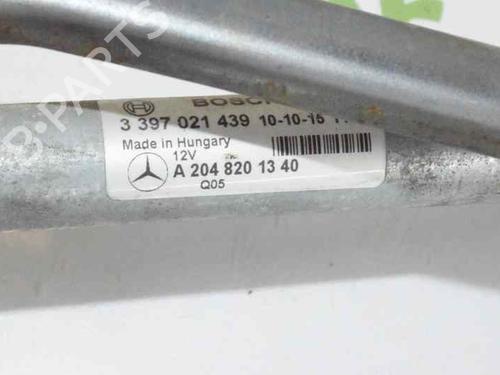 BOSCH
3 397 021 439 10-10-15
Made in Hungary
12V
A 204 820 13 40
Q05
B-PARTS